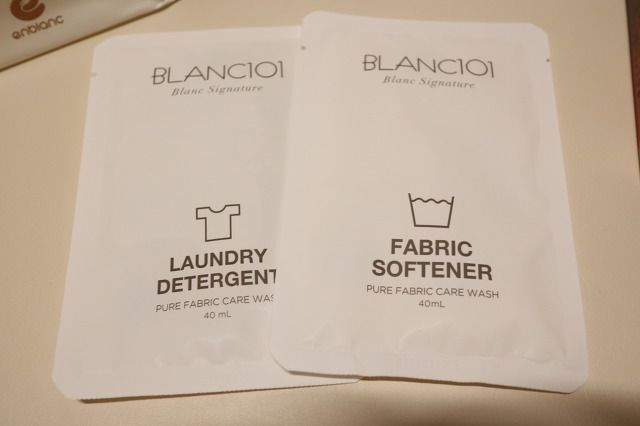 enblanc
BLANC101
Blanc Signature
LAUNDRY
DETERGENT
PURE FABRIC CARE WAS
40 mL
BLANC101
Blanc Signature
FABRIC
SOFTENER
PURE FABRIC CARE WASH
40mL